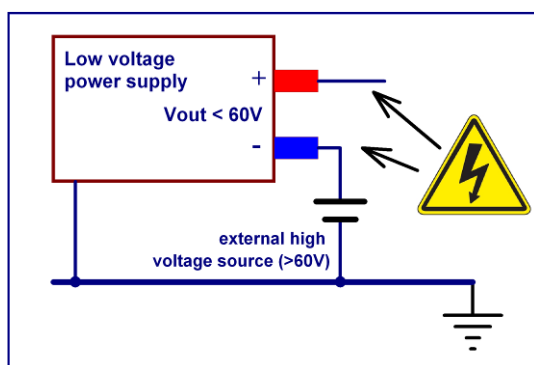 Low voltage
power supply
+
Vout < 60V
-
external high
voltage source (>60V)